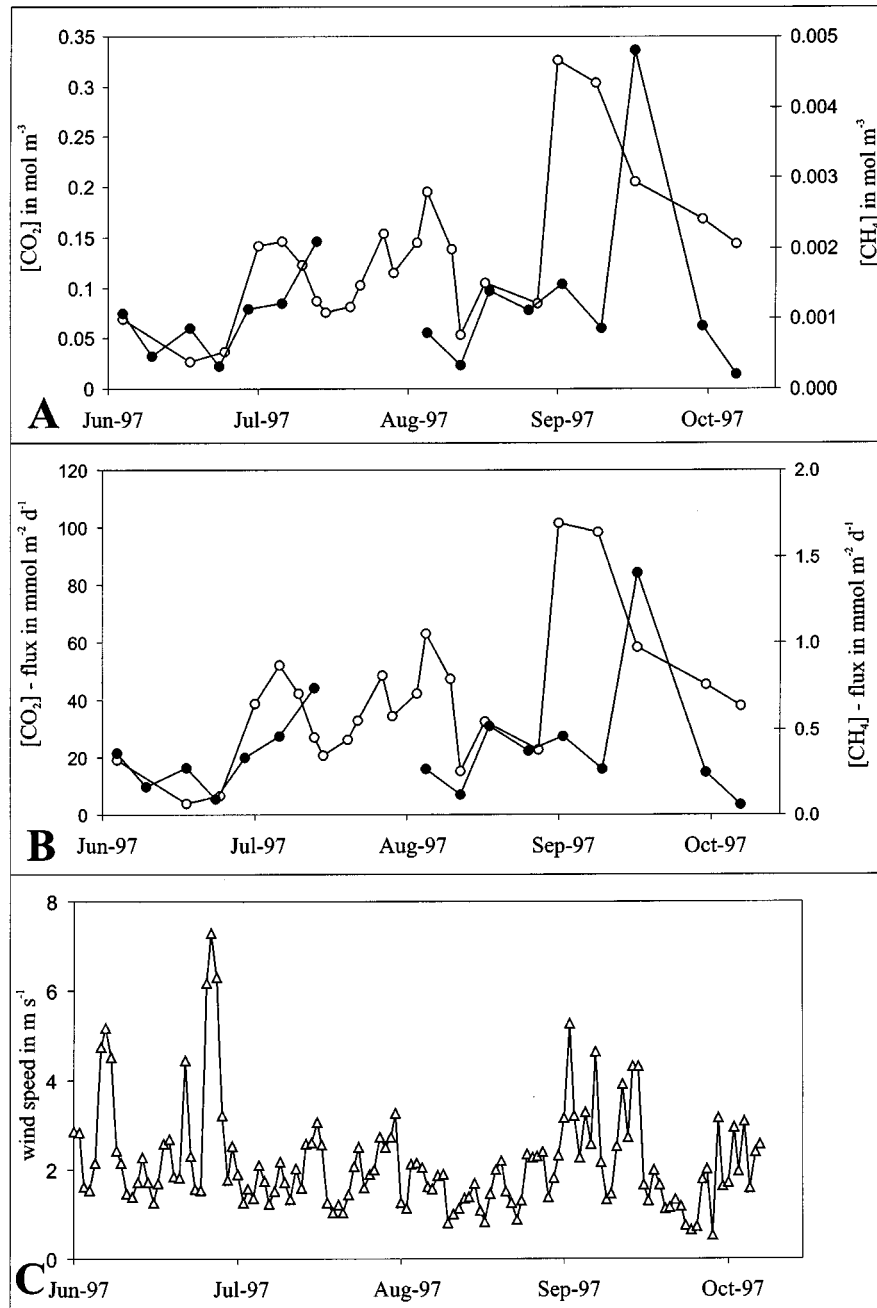 0.35
0.3
0.25
0.2
0.15
0.1
0.05
0
[CO₂] in mol m⁻³
0.005
0.004
0.003
0.002
0.001
0.000
[CH₄] in mol m⁻³
Jun-97 Jul-97 Aug-97 Sep-97 Oct-97
A
120
100
80
60
40
20
0
[CO₂] - flux in mmol m⁻² d⁻¹
2.0
1.5
1.0
0.5
0.0
[CH₄] - flux in mmol m⁻² d⁻¹
Jun-97 Jul-97 Aug-97 Sep-97 Oct-97
B
8
6
4
2
0
wind speed in m s⁻¹
Jun-97 Jul-97 Aug-97 Sep-97 Oct-97
C